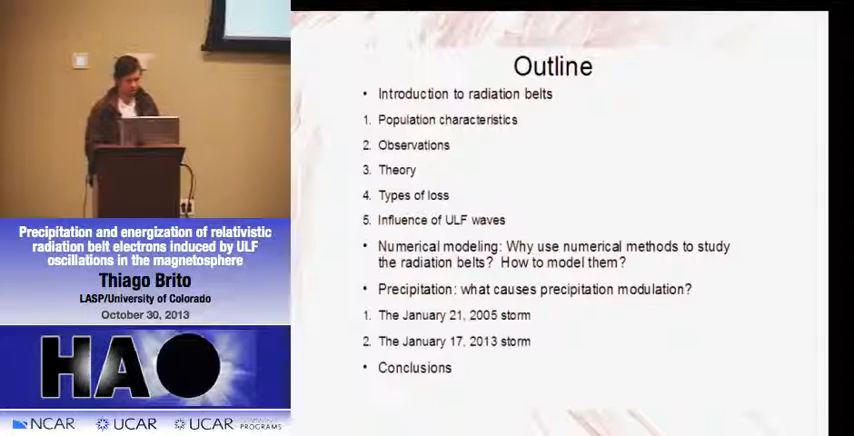 Outline
• Introduction to radiation belts
1. Population characteristics
2. Observations
3. Theory
4. Types of loss
5. Influence of ULF waves
• Numerical modeling: Why use numerical methods to study
the radiation belts? How to model them?
• Precipitation: what causes precipitation modulation?
1. The January 21, 2005 storm
2. The January 17, 2013 storm
• Conclusions
Precipitation and energization of relativistic
radiation belt electrons induced by ULF
oscillations in the magnetosphere
Thiago Brito
LASP/University of Colorado
October 30, 2013
HAO
NCAR
UCAR
UCAR
PROGRAMS